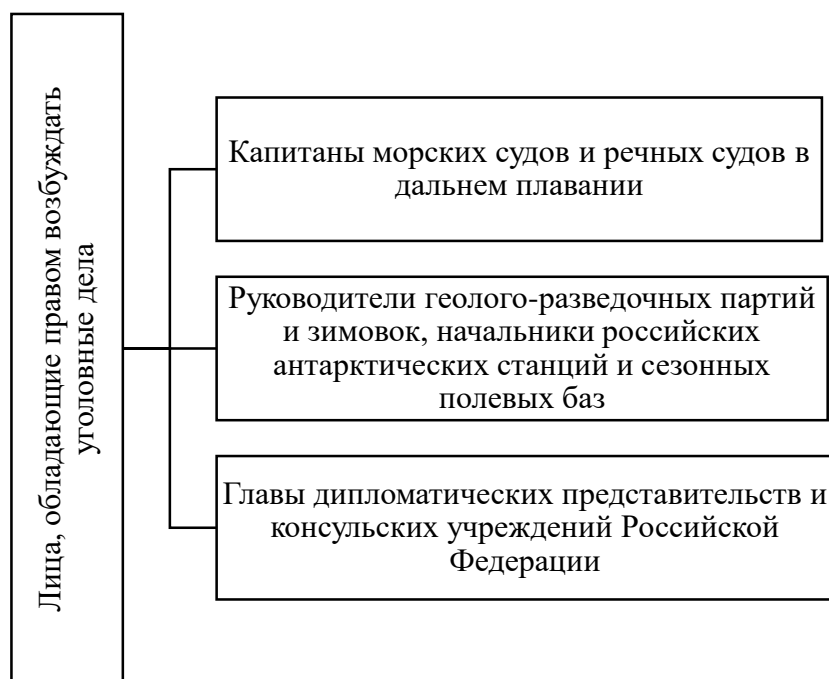 Лица, обладающие правом возбуждать
уголовные дела
Капитаны морских судов и речных судов в
дальнем плавании
Руководители геолого-разведочных партий
и зимовок, начальники российских
антарктических станций и сезонных
полевых баз
Главы дипломатических представительств и
консульских учреждений Российской
Федерации